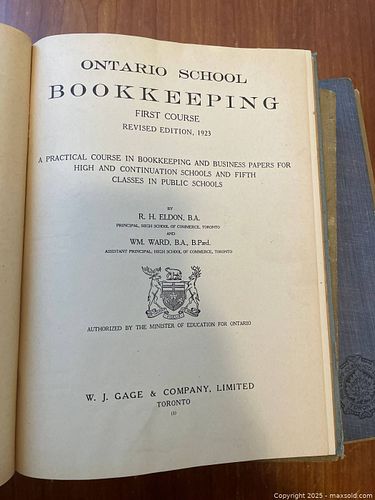 ONTARIO SCHOOL
BOOKKEEPING
FIRST COURSE
REVISED EDITION, 1923
A PRACTICAL COURSE IN BOOKKEEPING AND BUSINESS PAPERS FOR
HIGH AND CONTINUATION SCHOOLS AND FIFTH
CLASSES IN PUBLIC SCHOOLS
BY
R. H. ELDON, B.A.
PRINCIPAL, HIGH SCHOOL OF COMMERCE, TORONTO
AND
WM. WARD, B.A., B.Pæd.
ASSISTANT PRINCIPAL, HIGH SCHOOL OF COMMERCE, TORONTO
AUTHORIZED BY THE MINISTER OF EDUCATION FOR ONTARIO
W. J. GAGE & COMPANY, LIMITED
TORONTO
Copyright 2025 - maxsold.com